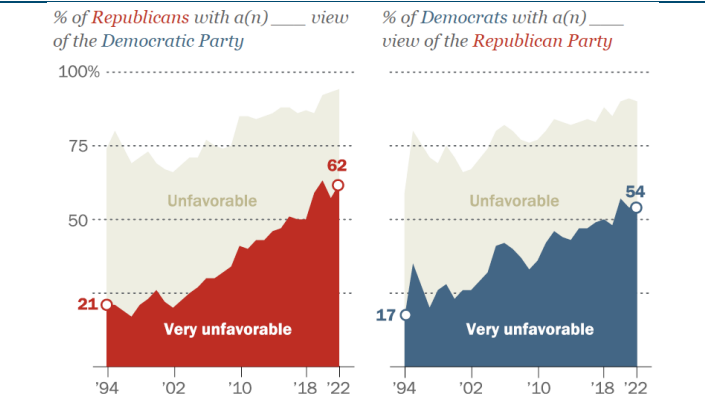 % of Republicans with a(n) ___ view
of the Democratic Party
% of Democrats with a(n) ___
view of the Republican Party
100%
75
50
62
Unfavorable
21
Very unfavorable
'94
'02
'10
'18
'22
54
Unfavorable
17
Very unfavorable
'94
'02
'10
'18
'22